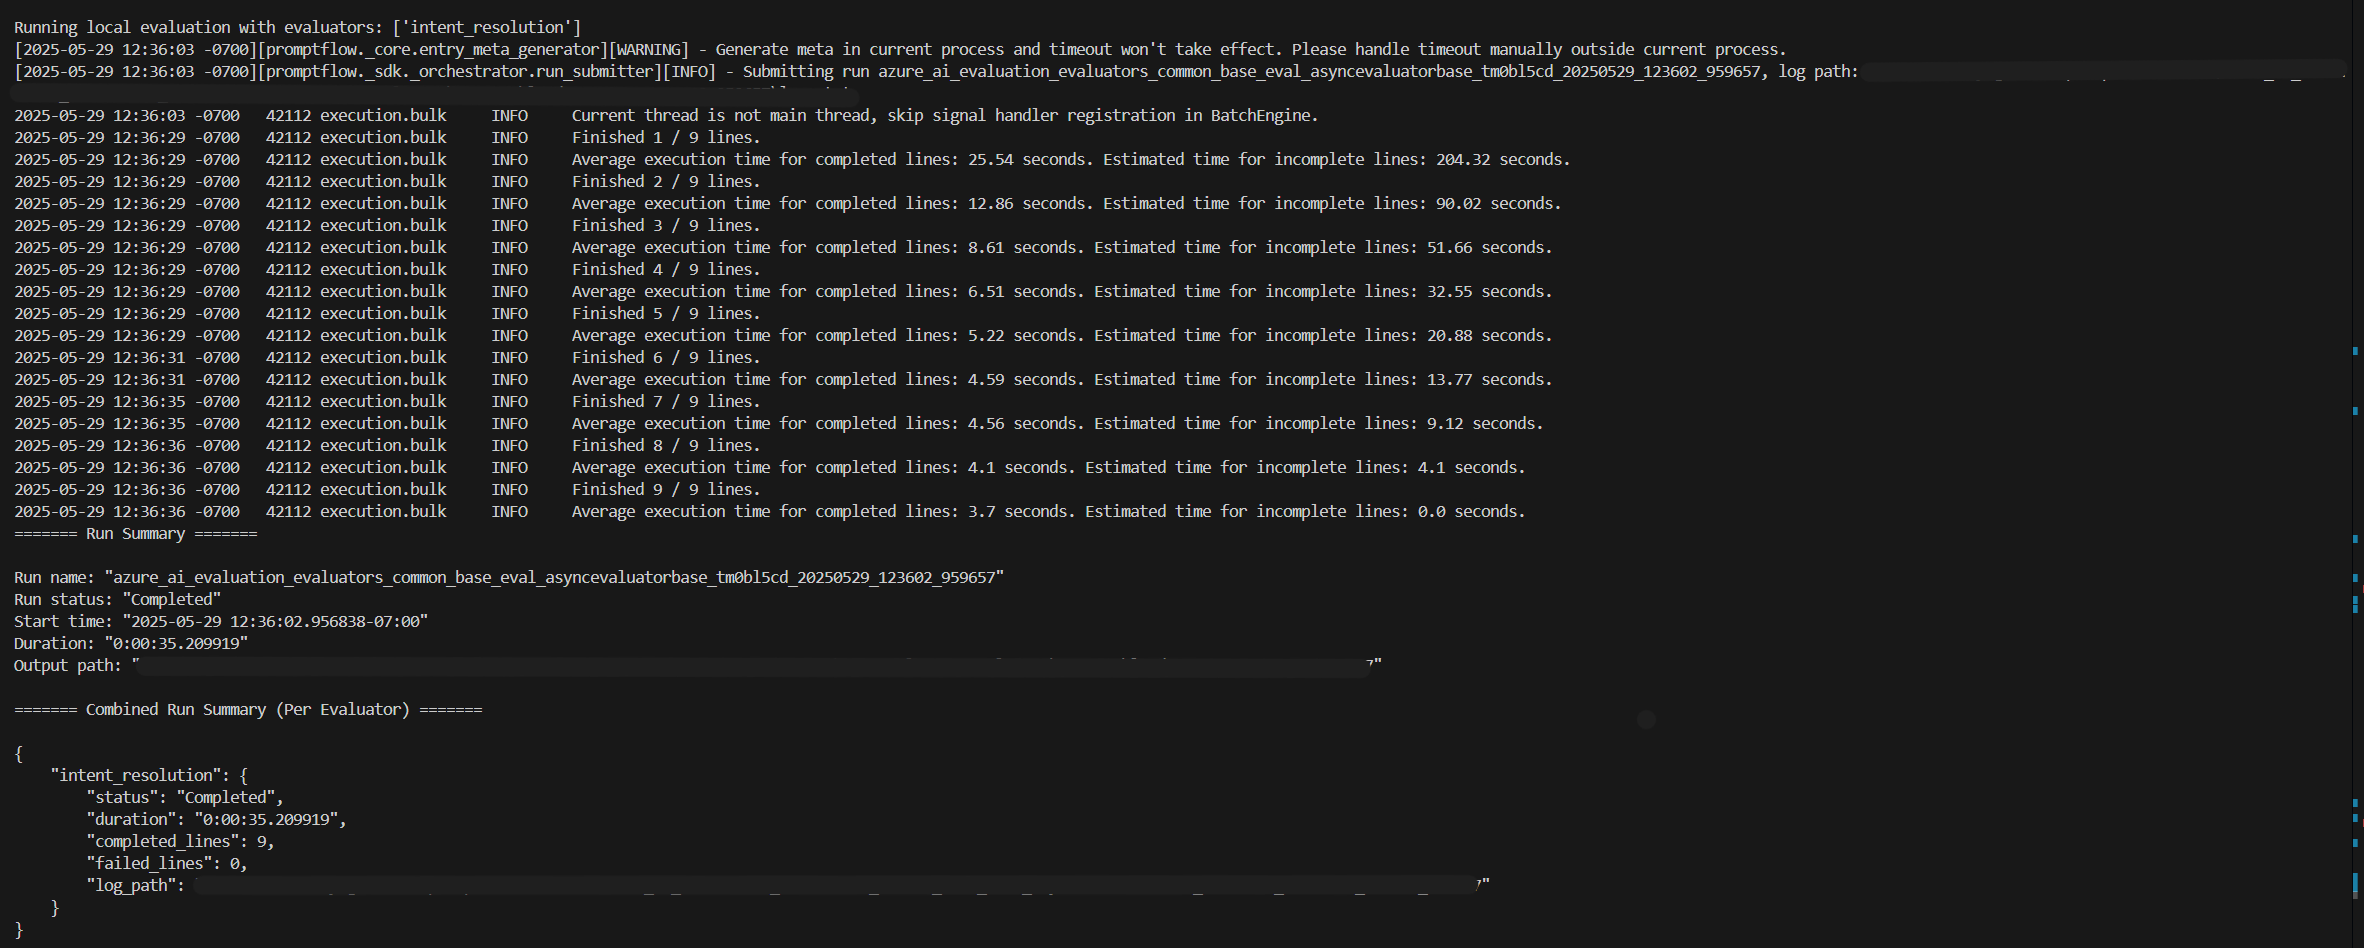 Running local evaluation with evaluators: ['intent_resolution']
[2025-05-29 12:36:03 -0700][promptflow._core.entry_meta_generator][WARNING] - Generate meta in current process and timeout won't take effect. Please handle timeout manually outside current process.
[2025-05-29 12:36:03 -0700][promptflow._sdk._orchestrator.run_submitter][INFO] - Submitting run azure_ai_evaluation_evaluators_common_base_eval_asyncevaluatorbase_tm0bl5cd_20250529_123602_959657, log path:
2025-05-29 12:36:03 -0700   42112 execution.bulk     INFO     Current thread is not main thread, skip signal handler registration in BatchEngine.
2025-05-29 12:36:29 -0700   42112 execution.bulk     INFO     Finished 1 / 9 lines.
2025-05-29 12:36:29 -0700   42112 execution.bulk     INFO     Average execution time for completed lines: 25.54 seconds. Estimated time for incomplete lines: 204.32 seconds.
2025-05-29 12:36:29 -0700   42112 execution.bulk     INFO     Finished 2 / 9 lines.
2025-05-29 12:36:29 -0700   42112 execution.bulk     INFO     Average execution time for completed lines: 12.86 seconds. Estimated time for incomplete lines: 90.02 seconds.
2025-05-29 12:36:29 -0700   42112 execution.bulk     INFO     Finished 3 / 9 lines.
2025-05-29 12:36:29 -0700   42112 execution.bulk     INFO     Average execution time for completed lines: 8.61 seconds. Estimated time for incomplete lines: 51.66 seconds.
2025-05-29 12:36:29 -0700   42112 execution.bulk     INFO     Finished 4 / 9 lines.
2025-05-29 12:36:29 -0700   42112 execution.bulk     INFO     Average execution time for completed lines: 6.51 seconds. Estimated time for incomplete lines: 32.55 seconds.
2025-05-29 12:36:29 -0700   42112 execution.bulk     INFO     Finished 5 / 9 lines.
2025-05-29 12:36:29 -0700   42112 execution.bulk     INFO     Average execution time for completed lines: 5.22 seconds. Estimated time for incomplete lines: 20.88 seconds.
2025-05-29 12:36:31 -0700   42112 execution.bulk     INFO     Finished 6 / 9 lines.
2025-05-29 12:36:31 -0700   42112 execution.bulk     INFO     Average execution time for completed lines: 4.59 seconds. Estimated time for incomplete lines: 13.77 seconds.
2025-05-29 12:36:35 -0700   42112 execution.bulk     INFO     Finished 7 / 9 lines.
2025-05-29 12:36:35 -0700   42112 execution.bulk     INFO     Average execution time for completed lines: 4.56 seconds. Estimated time for incomplete lines: 9.12 seconds.
2025-05-29 12:36:36 -0700   42112 execution.bulk     INFO     Finished 8 / 9 lines.
2025-05-29 12:36:36 -0700   42112 execution.bulk     INFO     Average execution time for completed lines: 4.1 seconds. Estimated time for incomplete lines: 4.1 seconds.
2025-05-29 12:36:36 -0700   42112 execution.bulk     INFO     Finished 9 / 9 lines.
2025-05-29 12:36:36 -0700   42112 execution.bulk     INFO     Average execution time for completed lines: 3.7 seconds. Estimated time for incomplete lines: 0.0 seconds.
======= Run Summary =======
Run name: "azure_ai_evaluation_evaluators_common_base_eval_asyncevaluatorbase_tm0bl5cd_20250529_123602_959657"
Run status: "Completed"
Start time: "2025-05-29 12:36:02.956838-07:00"
Duration: "0:00:35.209919"
Output path: "7"
======= Combined Run Summary (Per Evaluator) =======
{
    "intent_resolution": {
        "status": "Completed",
        "duration": "0:00:35.209919",
        "completed_lines": 9,
        "failed_lines": 0,
        "log_path": 7"
    }
}